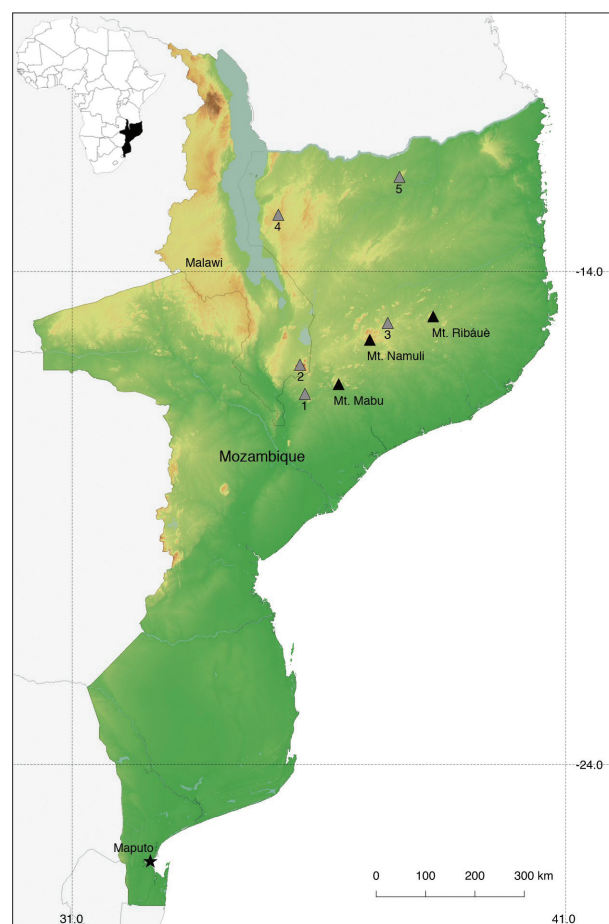 5
4
Malawi
-14.0
3
Mt. Ribáuè
Mt. Namuli
2
1
Mt. Mabu
Mozambique
-24.0
Maputo
0 100 200 300 km
31.0
41.0